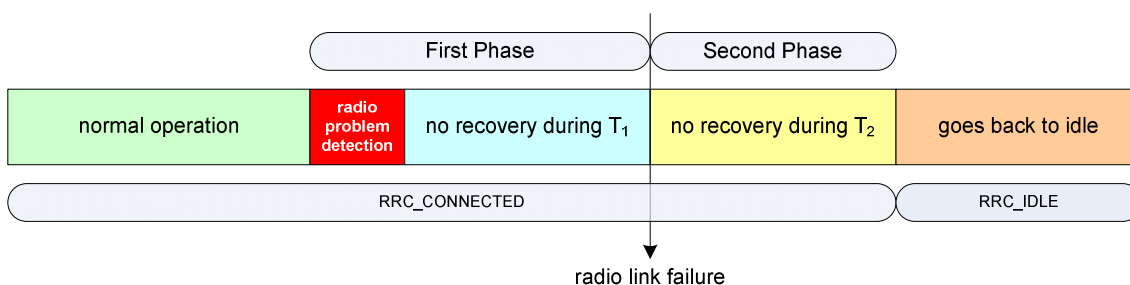 First Phase
Second Phase
normal operation
radio
problem
detection
no recovery during T₁
no recovery during T₂
goes back to idle
RRC_CONNECTED
RRC_IDLE
radio link failure